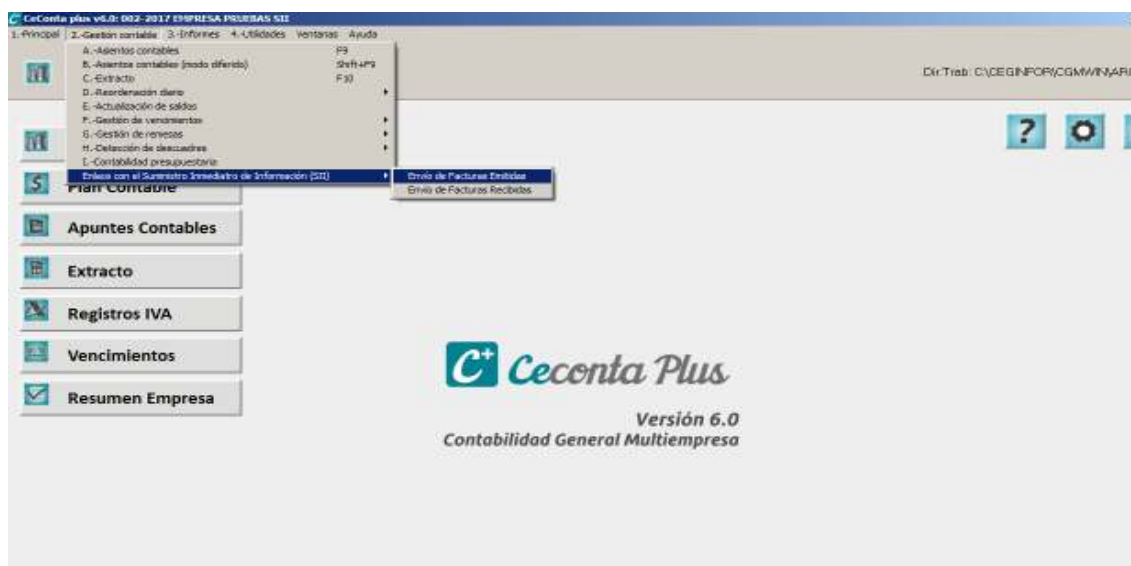 CeConta plus v6.0: 002-2017 EMPRESA PRUEBAS SII
1.-Principal 2.-Gestión contable 3.-Informes 4.-Utilidades Ventanas Ayuda
A.-Asientos contables F9
B.-Asientos contables (modo diferido) Shift+F9
C.-Extracto F10
D.-Reordenación diario
E.-Actualización de saldos
F.-Gestión de vencimientos
G.-Gestión de remesas
H.-Detección de descuadres
I.-Contabilidad presupuestaria
Enlace con el Suministro Inmediatro de Información (SII)
Envío de Facturas Emitidas
Envío de Facturas Recibidas
Dir.Trab: C:\CEGINFOR\CGMWIN\
?
Plan Contable
Apuntes Contables
Extracto
Registros IVA
Vencimientos
Resumen Empresa
C+ Ceconta Plus
Versión 6.0
Contabilidad General Multiempresa